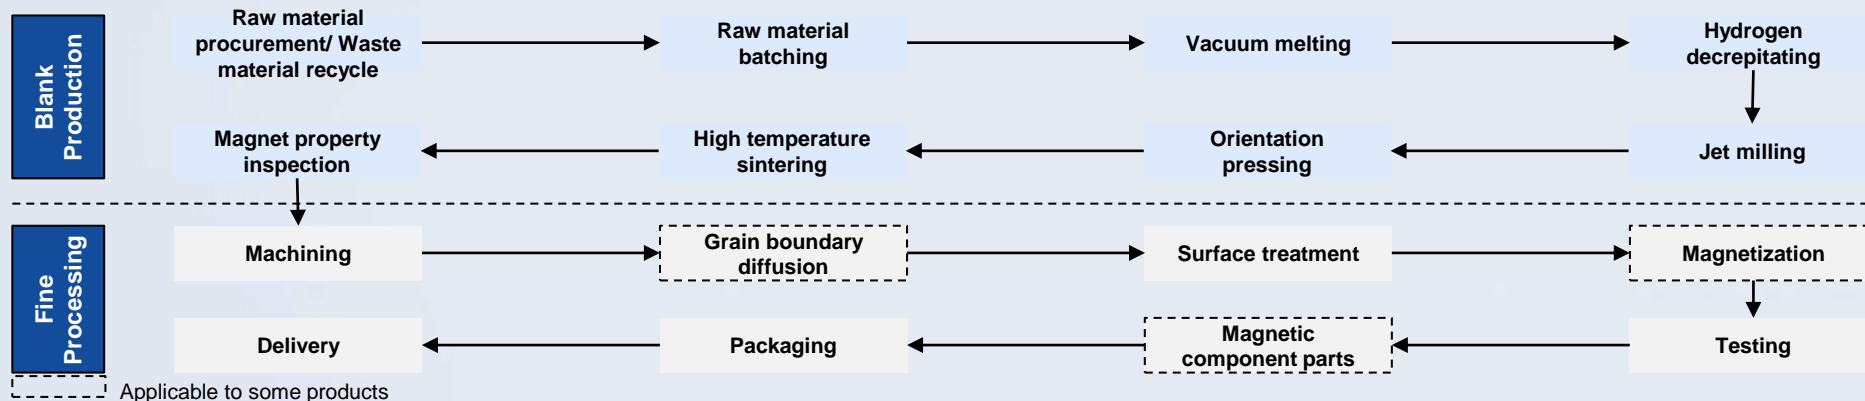 Blank
Production
Raw material
procurement/ Waste
material recycle
Raw material
batching
Vacuum melting
Hydrogen
decrepitating
Magnet property
inspection
High temperature
sintering
Orientation
pressing
Jet milling
Fine
Processing
Machining
Grain boundary
diffusion
Surface treatment
Magnetization
Delivery
Packaging
Magnetic
component parts
Testing
Applicable to some products